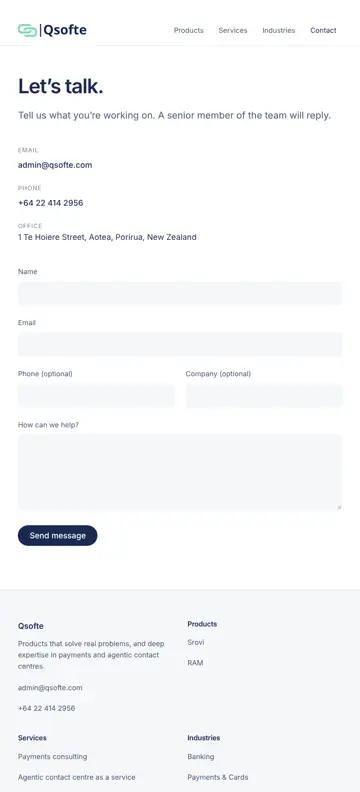 Qsofte
Products Services Industries Contact
Let's talk.
Tell us what you're working on. A senior member of the team will reply.
EMAIL
admin@qsofte.com
PHONE
+64 22 414 2956
OFFICE
1 Te Hoiere Street, Aotea, Porirua, New Zealand
Name
Email
Phone (optional) Company (optional)
How can we help?
Send message
Qsofte
Products that solve real problems, and deep
expertise in payments and agentic contact
centres.
admin@qsofte.com
+64 22 414 2956
Products
Srovi
RAM
Services
Payments consulting
Agentic contact centre as a service
Industries
Banking
Payments & Cards